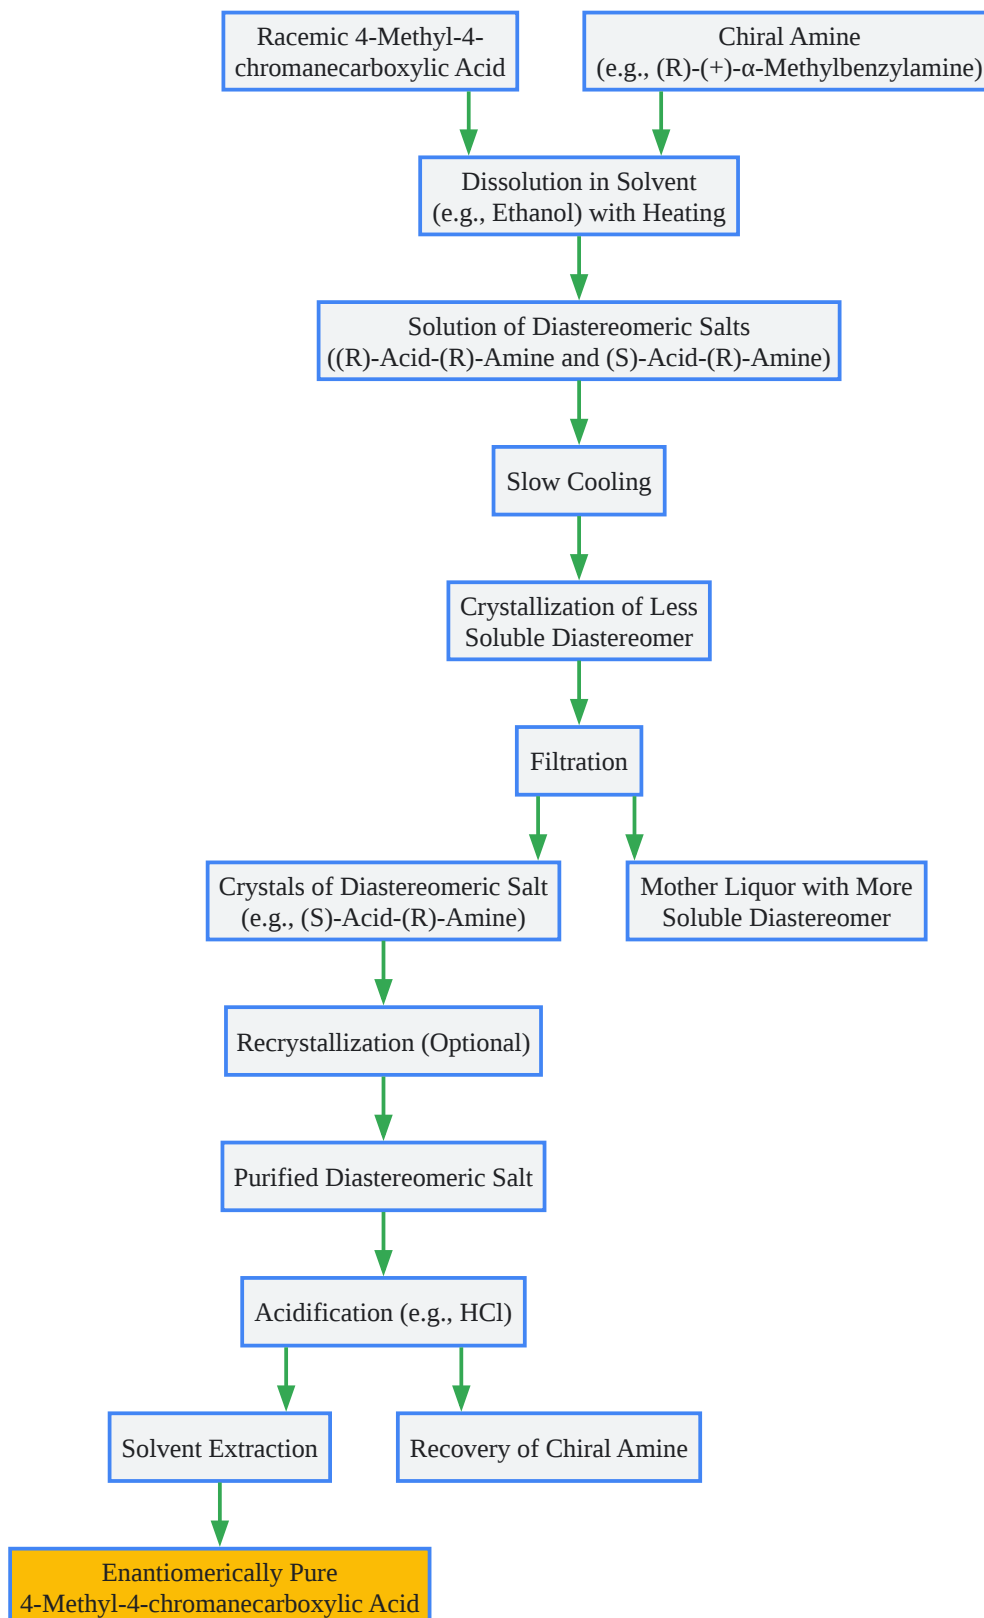 Racemic 4-Methyl-4-
chromanecarboxylic Acid
Chiral Amine
(e.g., (R)-(+)-α-Methylbenzylamine)
Dissolution in Solvent
(e.g., Ethanol) with Heating
Solution of Diastereomeric Salts
((R)-Acid-(R)-Amine and (S)-Acid-(R)-Amine)
Slow Cooling
Crystallization of Less
Soluble Diastereomer
Filtration
Crystals of Diastereomeric Salt
(e.g., (S)-Acid-(R)-Amine)
Mother Liquor with More
Soluble Diastereomer
Recrystallization (Optional)
Purified Diastereomeric Salt
Acidification (e.g., HCl)
Solvent Extraction
Recovery of Chiral Amine
Enantiomerically Pure
4-Methyl-4-chromanecarboxylic Acid